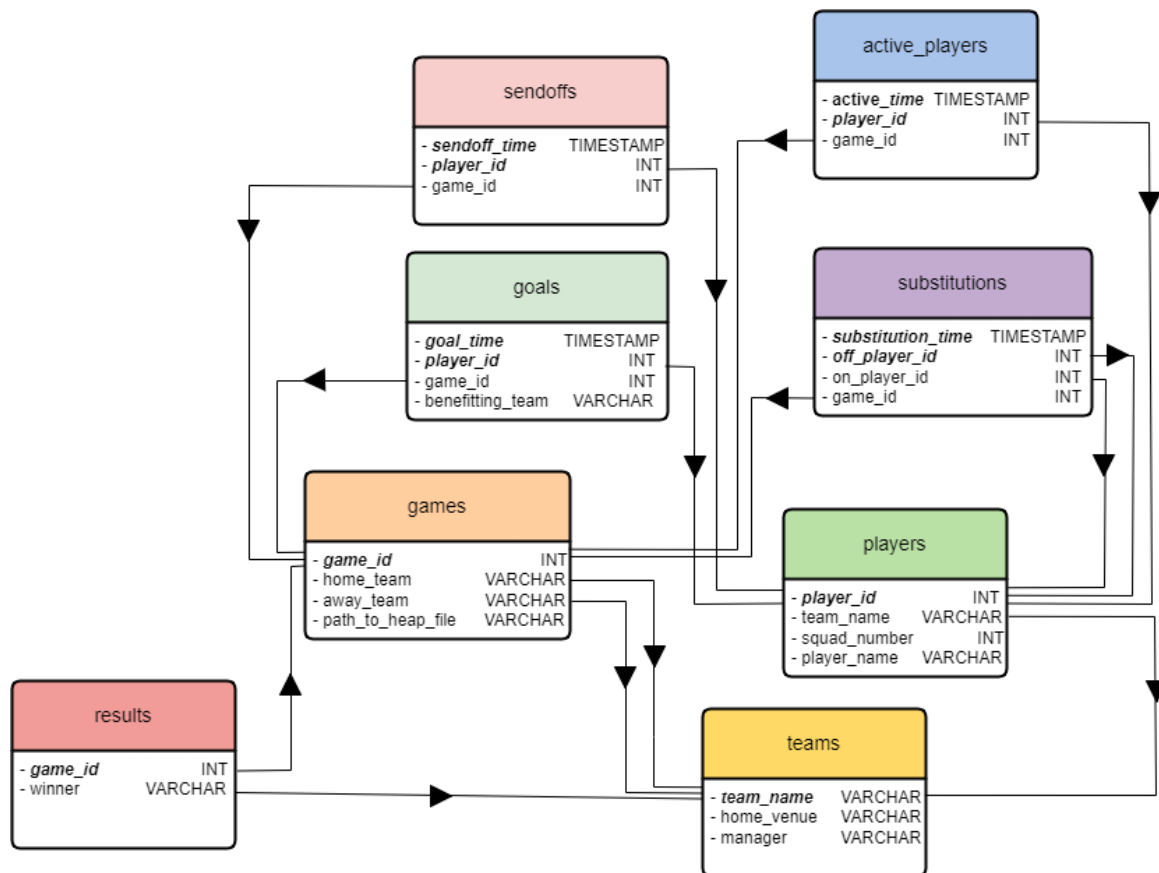 active_players
- active_time TIMESTAMP
- player_id INT
- game_id INT
sendoffs
- sendoff_time TIMESTAMP
- player_id INT
- game_id INT
goals
- goal_time TIMESTAMP
- player_id INT
- game_id INT
- benefitting_team VARCHAR
substitutions
- substitution_time TIMESTAMP
- off_player_id INT
- on_player_id INT
- game_id INT
games
- game_id INT
- home_team VARCHAR
- away_team VARCHAR
- path_to_heap_file VARCHAR
players
- player_id INT
- team_name VARCHAR
- squad_number INT
- player_name VARCHAR
results
- game_id INT
- winner VARCHAR
teams
- team_name VARCHAR
- home_venue VARCHAR
- manager VARCHAR